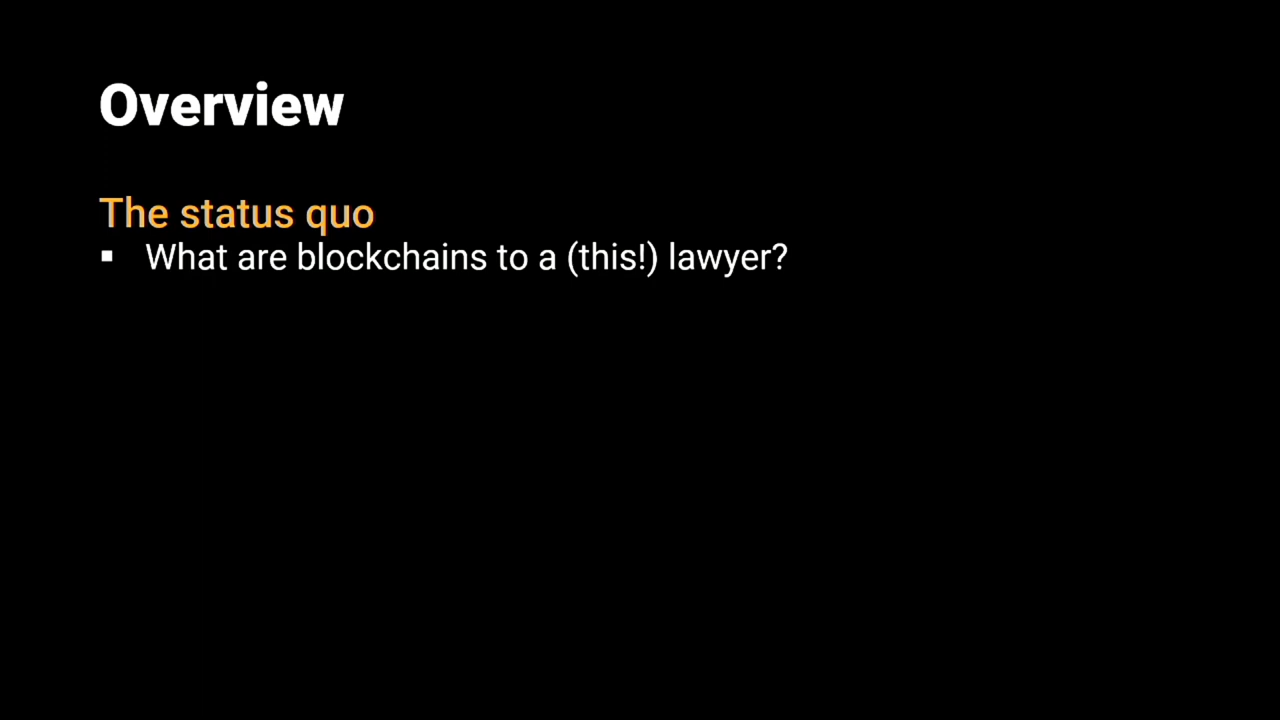 Overview
The status quo
▪ What are blockchains to a (this!) lawyer?